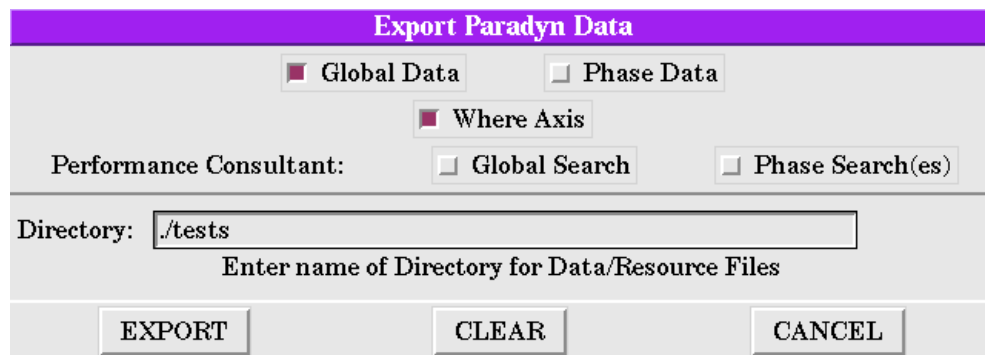 Export Paradyn Data
Global Data Phase Data
Where Axis
Performance Consultant: Global Search Phase Search(es)
Directory: ./tests
Enter name of Directory for Data/Resource Files
EXPORT CLEAR CANCEL